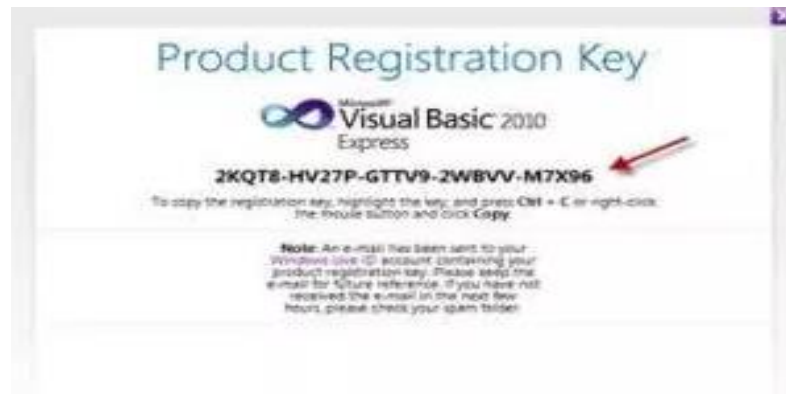 Product Registration Key
Microsoft
Visual Basic 2010
Express
2KQT8-HV27P-GTTV9-2WBVV-M7X96
To copy the registration key, highlight the key, and press Ctrl + C or right-click
the mouse button and click Copy.
Note: An e-mail has been sent to your
Windows Live ID account containing your
product registration key. Please keep the
e-mail for future reference. If you have not
received the e-mail in the next few
hours, please check your spam folder.